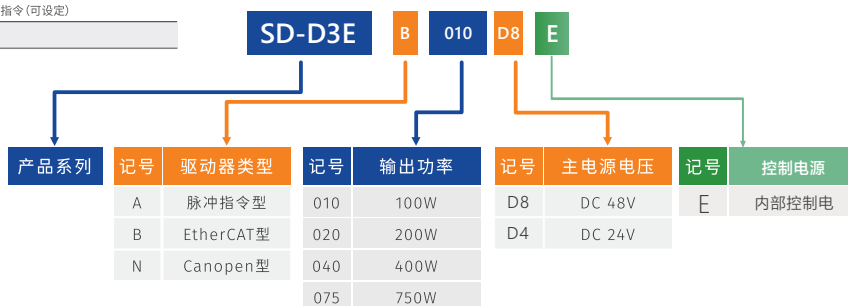 指令(可设定)
SD-D3E B 010 D8 E
产品系列 记号 驱动器类型 记号 输出功率 记号 主电源电压 记号 控制电源
A 脉冲指令型 010 100W D8 DC 48V E 内部控制电
B EtherCAT型 020 200W D4 DC 24V
N Canopen型 040 400W
075 750W